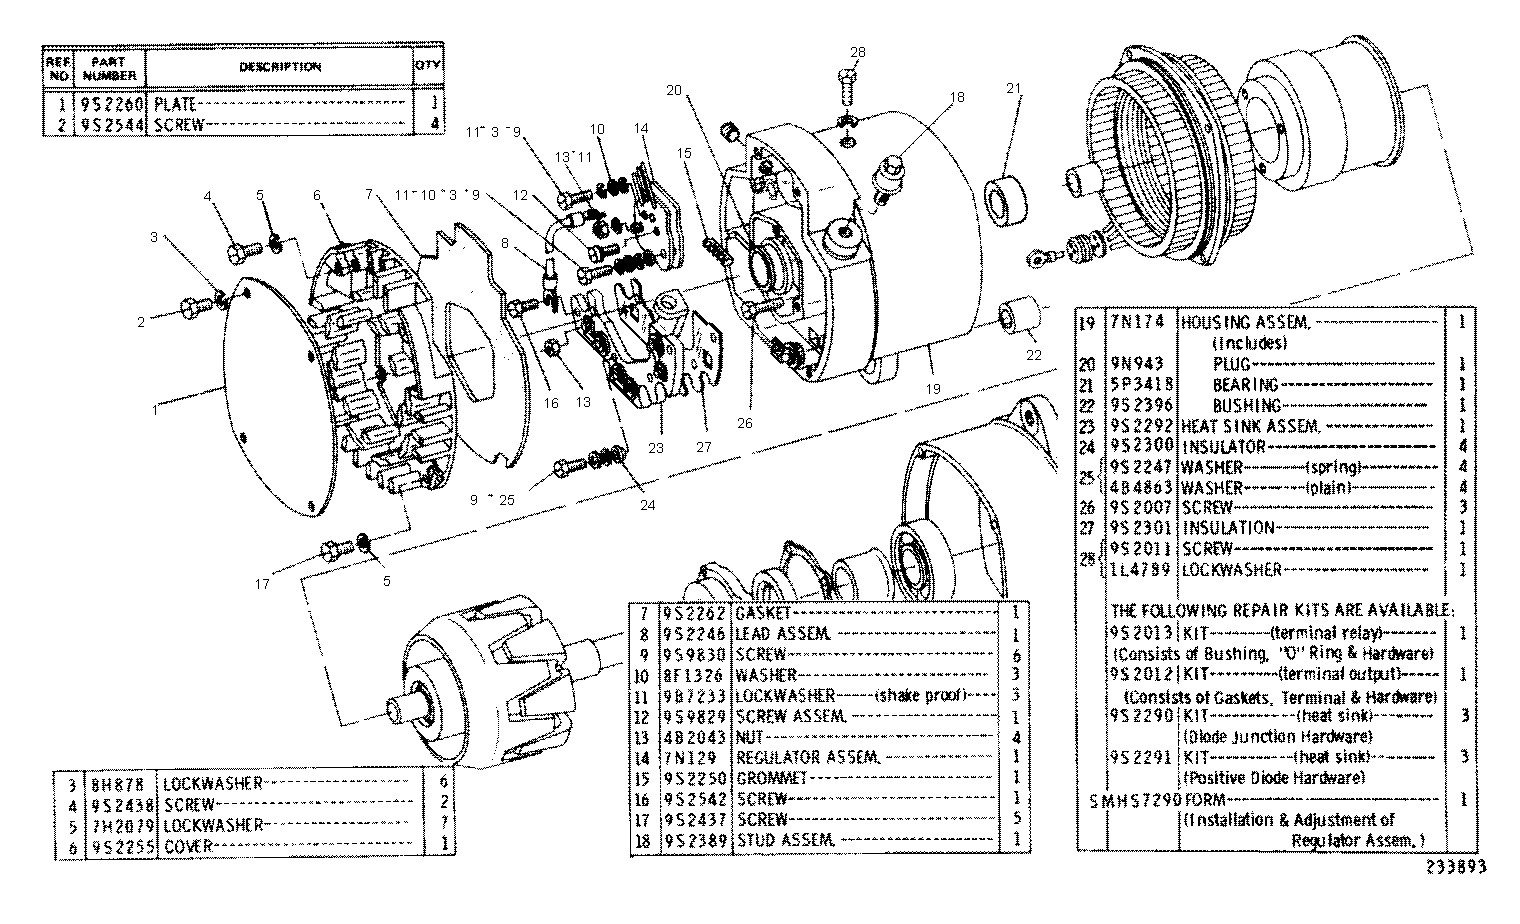 REF NO PART NUMBER DESCRIPTION QTY
1 9S2260 PLATE 1
2 9S2544 SCREW 4
28
20
18
21
11-3-9
10
14
13-11
15
4
5
6
7
11-10-3-9
12
3
8
2
1
16
13
23
27
26
19
22
9-25
24
17
5
19 7N174 HOUSING ASSEM. 1
(Includes)
20 9N943 PLUG 1
21 5P3418 BEARING 1
22 9S2396 BUSHING 1
23 9S2292 HEAT SINK ASSEM. 1
24 9S2300 INSULATOR 4
25 9S2247 WASHER (spring) 4
4B4863 WASHER (plain) 4
26 9S2007 SCREW 3
27 9S2301 INSULATION 1
28 9S2011 SCREW 1
1L4789 LOCKWASHER 1
THE FOLLOWING REPAIR KITS ARE AVAILABLE:
9S2013 KIT (terminal relay) 1
(Consists of Bushing, "O" Ring & Hardware)
9S2012 KIT (terminal output) 1
(Consists of Gaskets, Terminal & Hardware)
9S2290 KIT (heat sink) 3
(Diode Junction Hardware)
9S2291 KIT (heat sink) 3
(Positive Diode Hardware)
SMHS7290 FORM 1
(Installation & Adjustment of
Regulator Assem.)
7 9S2262 GASKET 1
8 9S2246 LEAD ASSEM. 1
9 9S9830 SCREW 6
10 8F1326 WASHER 3
11 9B7233 LOCKWASHER (shake proof) 3
12 9S9829 SCREW ASSEM. 1
13 4B2043 NUT 4
14 7N129 REGULATOR ASSEM. 1
15 9S2250 GROMMET 1
16 9S2542 SCREW 1
17 9S2437 SCREW 5
18 9S2389 STUD ASSEM. 1
3 8H878 LOCKWASHER 6
4 9S2438 SCREW 2
5 7H2079 LOCKWASHER 7
6 9S2255 COVER 1
233893